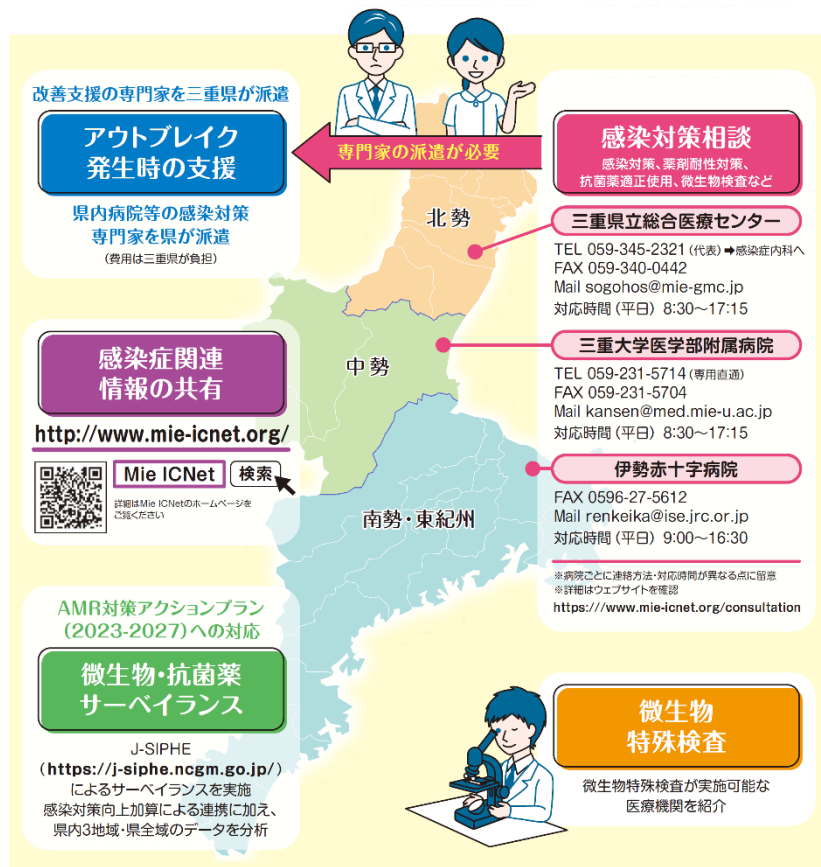 改善支援の専門家を三重県が派遣
アウトブレイク
発生時の支援
県内病院等の感染対策
専門家を県が派遣
(費用は三重県が負担)
専門家の派遣が必要
感染対策相談
感染対策、薬剤耐性対策、
抗菌薬適正使用、微生物検査など
北勢
三重県立総合医療センター
TEL 059-345-2321(代表)➡感染症内科へ
FAX 059-340-0442
Mail sogohos@mie-gmc.jp
対応時間(平日) 8:30〜17:15
中勢
三重大学医学部附属病院
TEL 059-231-5714(専用直通)
FAX 059-231-5704
Mail kansen@med.mie-u.ac.jp
対応時間(平日) 8:30〜17:15
南勢・東紀州
伊勢赤十字病院
FAX 0596-27-5612
Mail renkeika@ise.jrc.or.jp
対応時間(平日) 9:00〜16:30
※病院ごとに連絡方法・対応時間が異なる点に留意
※詳細はウェブサイトを確認
https:///www.mie-icnet.org/consultation
感染症関連
情報の共有
http://www.mie-icnet.org/
Mie ICNet 検索
詳細はMie ICNetのホームページを
ご覧ください
AMR対策アクションプラン
(2023-2027)への対応
微生物・抗菌薬
サーベイランス
J-SIPHE
(https://j-siphe.ncgm.go.jp/)
によるサーベイランスを実施
感染対策向上加算による連携に加え、
県内3地域・県全域のデータを分析
微生物
特殊検査
微生物特殊検査が実施可能な
医療機関を紹介